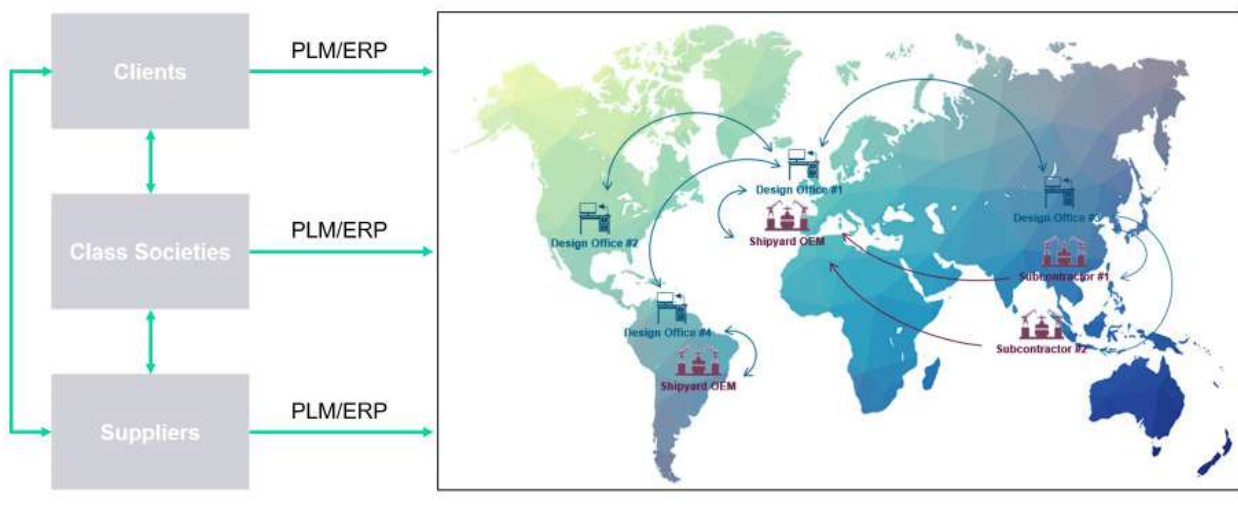 Clients
PLM/ERP
Class Societies
PLM/ERP
Suppliers
PLM/ERP
Design Office #1
Design Office #2
Shipyard OEM
Design Office #3
Subcontractor #1
Design Office #4
Subcontractor #2
Shipyard OEM